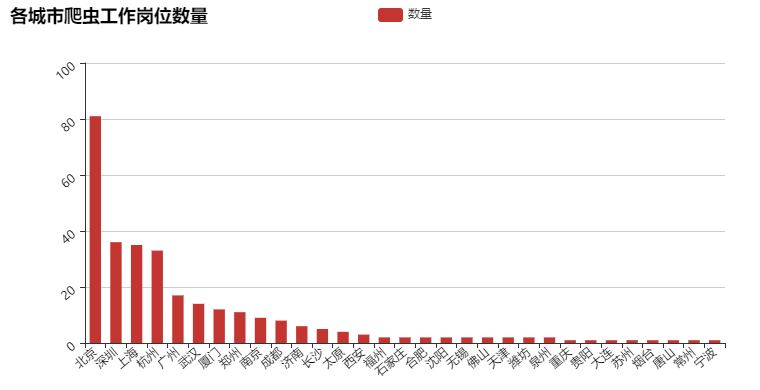 各城市爬虫工作岗位数量
数量
100
80
60
40
20
0
北京
深圳
上海
杭州
广州
武汉
厦门
郑州
南京
成都
济南
长沙
太原
西安
福州
石家庄
合肥
沈阳
无锡
佛山
天津
潍坊
泉州
重庆
贵阳
大连
苏州
烟台
唐山
常州
宁波